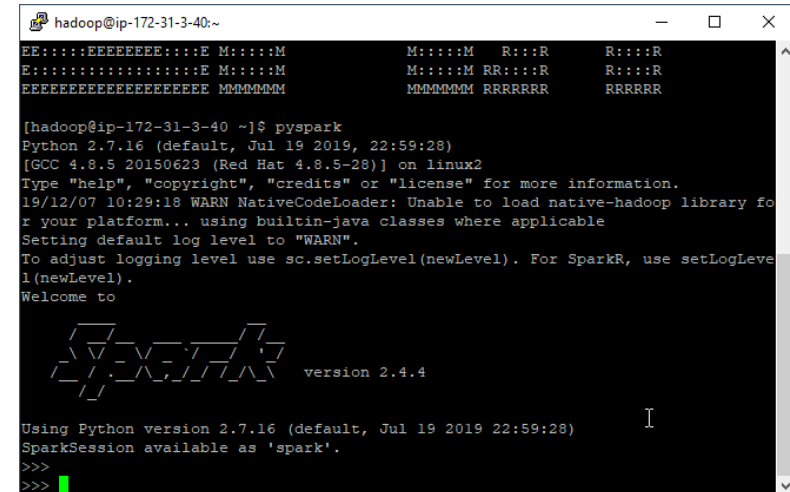 hadoop@ip-172-31-3-40:~
EE:::::EEEEEEEE::::E M:::::M             M:::::M   R:::R      R::::R
E::::::::::::::::::E M:::::M             M:::::M RR::::R      R::::R
EEEEEEEEEEEEEEEEEEEE MMMMMMM             MMMMMMM RRRRRRR      RRRRRR
[hadoop@ip-172-31-3-40 ~]$ pyspark
Python 2.7.16 (default, Jul 19 2019, 22:59:28)
[GCC 4.8.5 20150623 (Red Hat 4.8.5-28)] on linux2
Type "help", "copyright", "credits" or "license" for more information.
19/12/07 10:29:18 WARN NativeCodeLoader: Unable to load native-hadoop library fo
r your platform... using builtin-java classes where applicable
Setting default log level to "WARN".
To adjust logging level use sc.setLogLevel(newLevel). For SparkR, use setLogLeve
l(newLevel).
Welcome to
Spark
version 2.4.4
Using Python version 2.7.16 (default, Jul 19 2019 22:59:28)
SparkSession available as 'spark'.
>>>
>>>